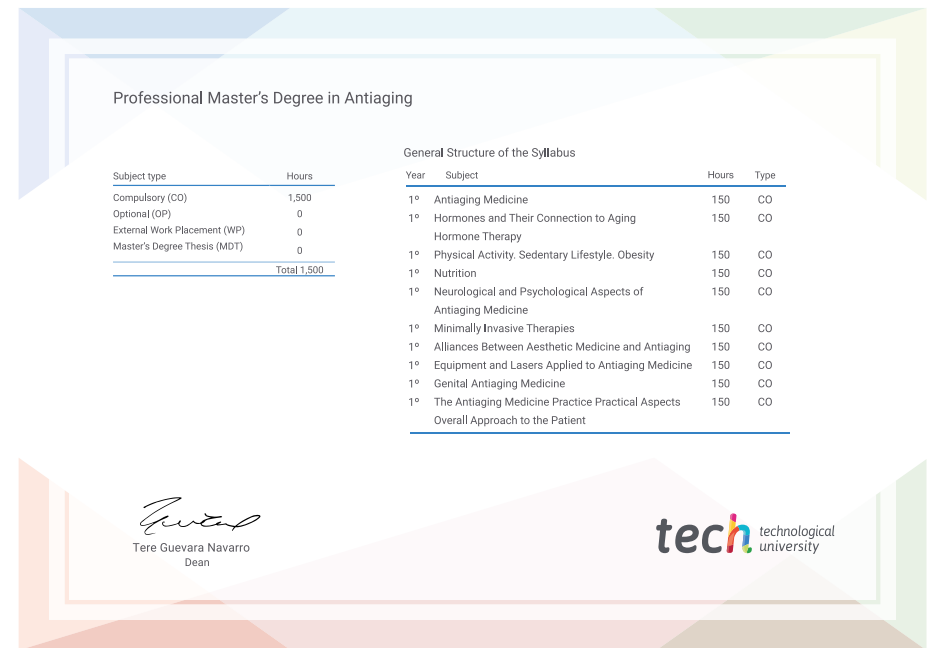 Professional Master's Degree in Antiaging
Subject type Hours
Compulsory (CO) 1,500
Optional (OP) 0
External Work Placement (WP) 0
Master's Degree Thesis (MDT) 0
Total 1,500
General Structure of the Syllabus
Year Subject Hours Type
1º Antiaging Medicine 150 CO
1º Hormones and Their Connection to Aging 150 CO
Hormone Therapy
1º Physical Activity. Sedentary Lifestyle. Obesity 150 CO
1º Nutrition 150 CO
1º Neurological and Psychological Aspects of 150 CO
Antiaging Medicine
1º Minimally Invasive Therapies 150 CO
1º Alliances Between Aesthetic Medicine and Antiaging 150 CO
1º Equipment and Lasers Applied to Antiaging Medicine 150 CO
1º Genital Antiaging Medicine 150 CO
1º The Antiaging Medicine Practice Practical Aspects 150 CO
Overall Approach to the Patient
Tere Guevara Navarro
Dean
tech technological
university